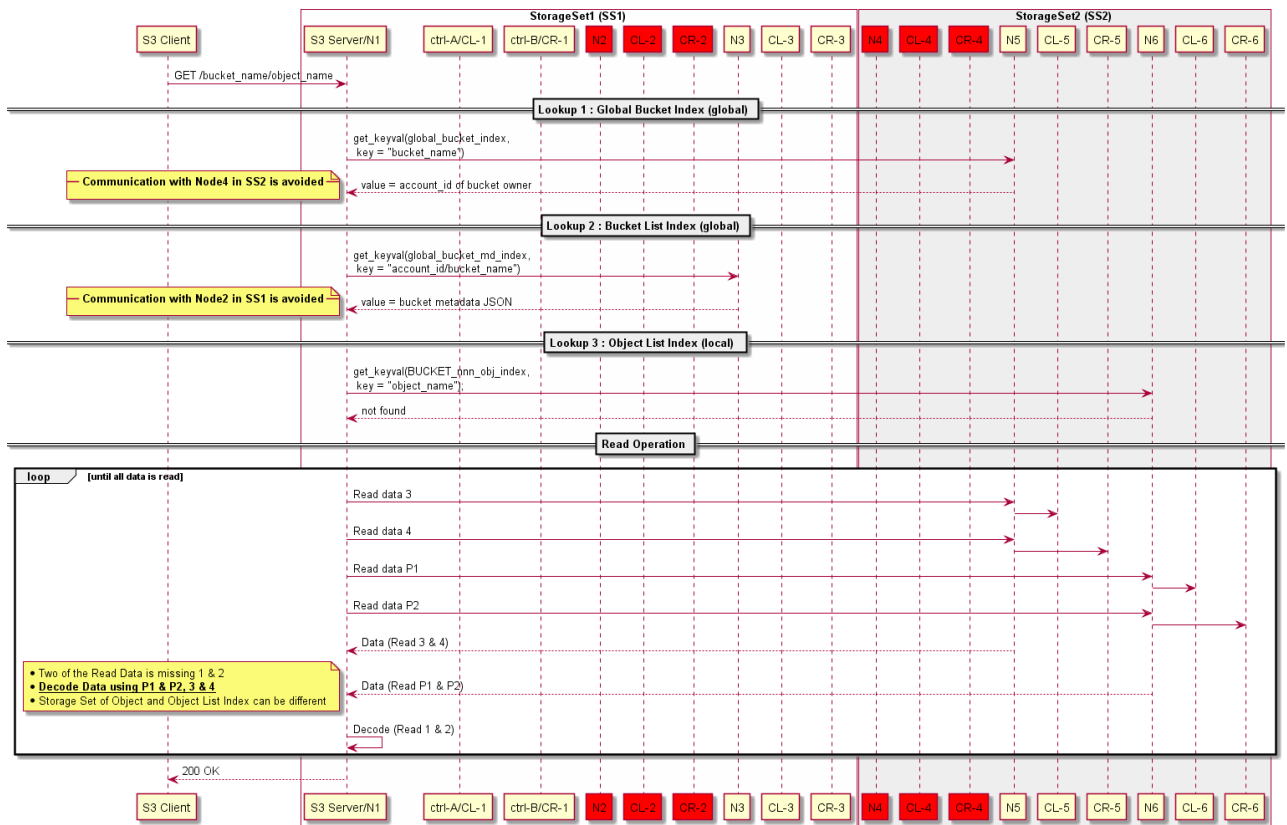 StorageSet1 (SS1)
StorageSet2 (SS2)
S3 Client
S3 Server/N1
ctrl-A/CL-1
ctrl-B/CR-1
N2
CL-2
CR-2
N3
CL-3
CR-3
N4
CL-4
CR-4
N5
CL-5
CR-5
N6
CL-6
CR-6
GET /bucket_name/object_name
Lookup 1 : Global Bucket Index (global)
get_keyval(global_bucket_index,
key = "bucket_name")
Communication with Node4 in SS2 is avoided
value = account_id of bucket owner
Lookup 2 : Bucket List Index (global)
get_keyval(global_bucket_md_index,
key = "account_id/bucket_name")
Communication with Node2 in SS1 is avoided
value = bucket metadata JSON
Lookup 3 : Object List Index (local)
get_keyval(BUCKET_nnn_obj_index,
key = "object_name");
not found
Read Operation
loop
[until all data is read]
Read data 3
Read data 4
Read data P1
Read data P2
Data (Read 3 & 4)
• Two of the Read Data is missing 1 & 2
• Decode Data using P1 & P2, 3 & 4
• Storage Set of Object and Object List Index can be different
Data (Read P1 & P2)
Decode (Read 1 & 2)
200 OK
S3 Client
S3 Server/N1
ctrl-A/CL-1
ctrl-B/CR-1
N2
CL-2
CR-2
N3
CL-3
CR-3
N4
CL-4
CR-4
N5
CL-5
CR-5
N6
CL-6
CR-6